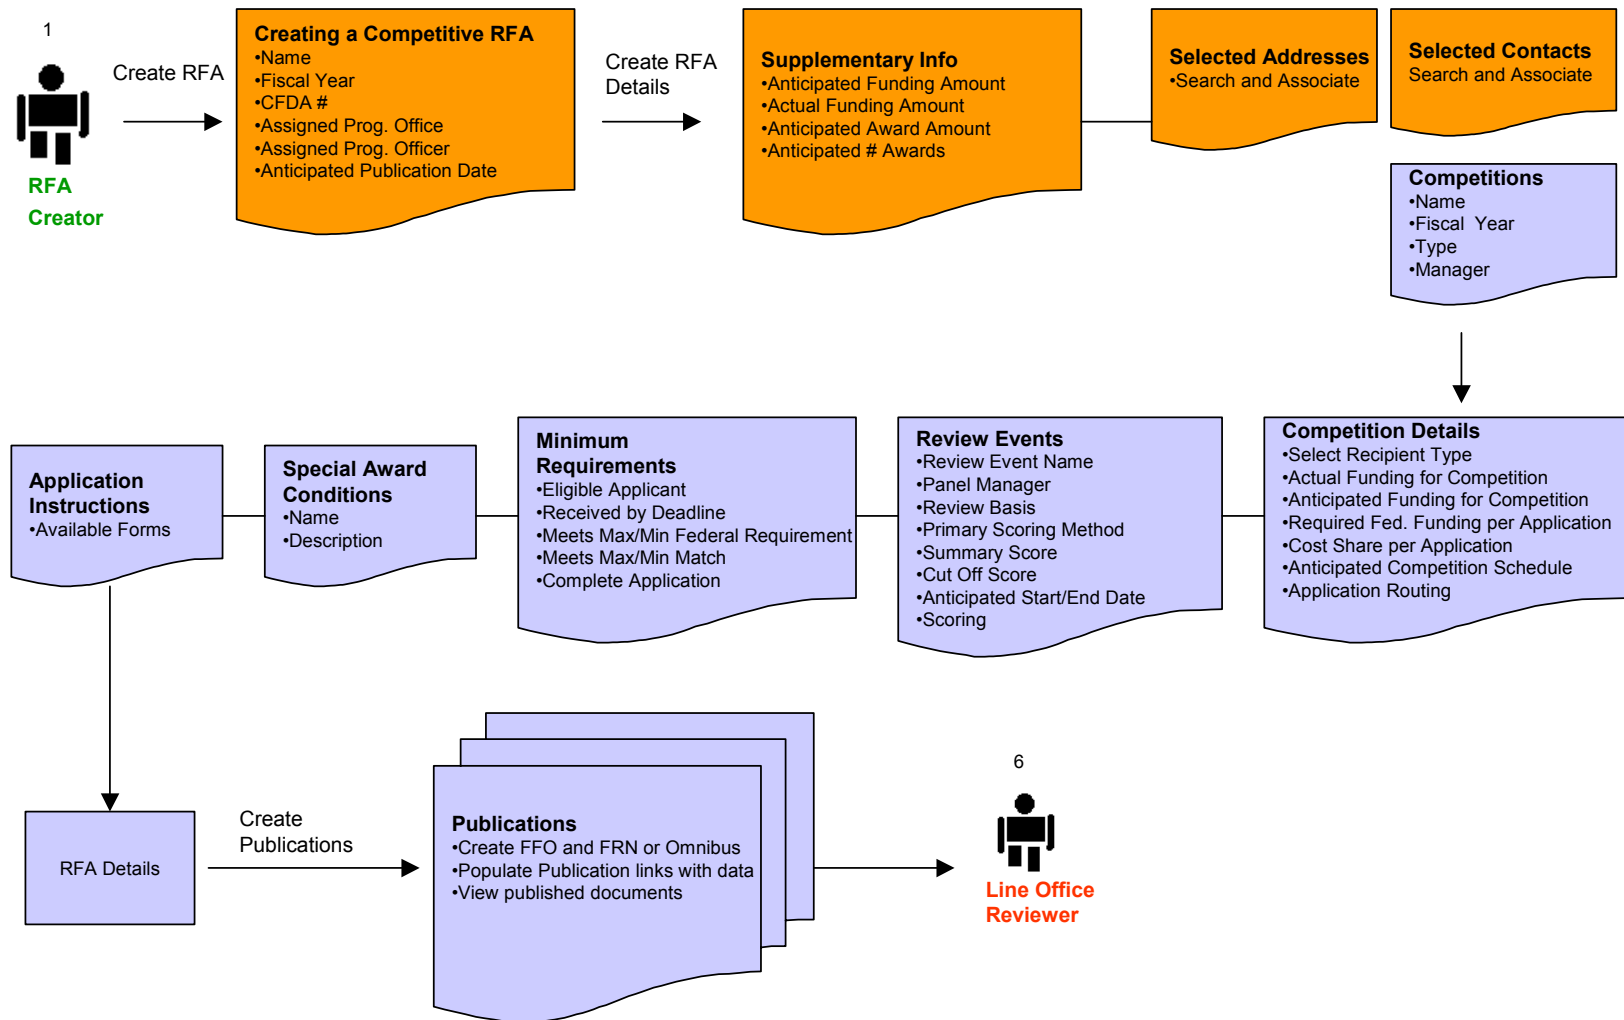 1
Create RFA
RFA
Creator
Creating a Competitive RFA
•Name
•Fiscal Year
•CFDA #
•Assigned Prog. Office
•Assigned Prog. Officer
•Anticipated Publication Date
Create RFA
Details
Supplementary Info
•Anticipated Funding Amount
•Actual Funding Amount
•Anticipated Award Amount
•Anticipated # Awards
Selected Addresses
•Search and Associate
Selected Contacts
Search and Associate
Competitions
•Name
•Fiscal Year
•Type
•Manager
Competition Details
•Select Recipient Type
•Actual Funding for Competition
•Anticipated Funding for Competition
•Required Fed. Funding per Application
•Cost Share per Application
•Anticipated Competition Schedule
•Application Routing
Review Events
•Review Event Name
•Panel Manager
•Review Basis
•Primary Scoring Method
•Summary Score
•Cut Off Score
•Anticipated Start/End Date
•Scoring
Minimum
Requirements
•Eligible Applicant
•Received by Deadline
•Meets Max/Min Federal Requirement
•Meets Max/Min Match
•Complete Application
Special Award
Conditions
•Name
•Description
Application
Instructions
•Available Forms
RFA Details
Create
Publications
Publications
•Create FFO and FRN or Omnibus
•Populate Publication links with data
•View published documents
6
Line Office
Reviewer